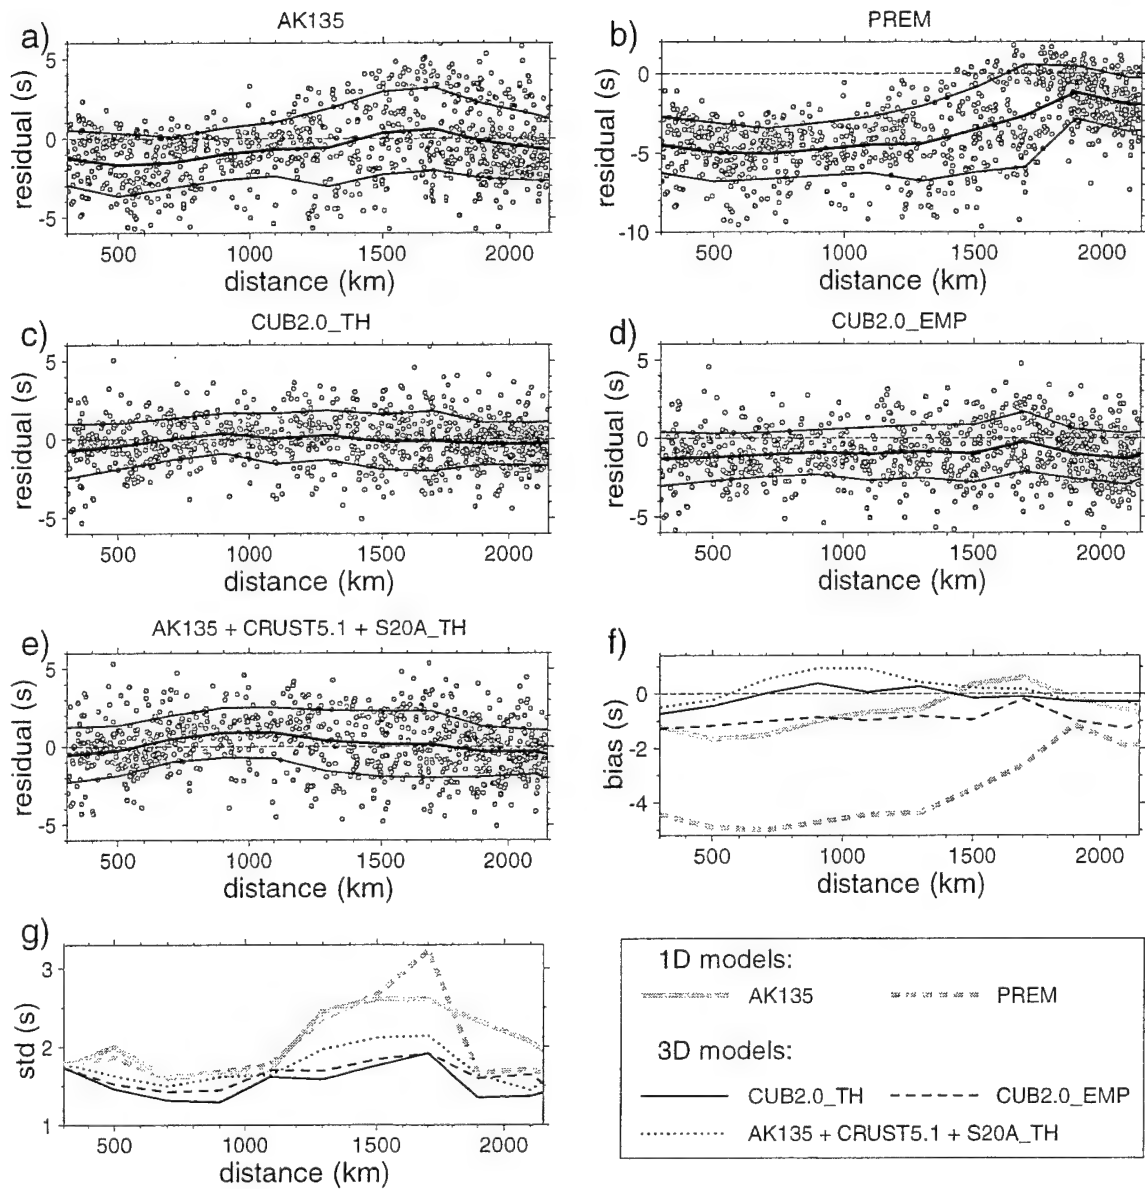 AK135
a)
5
0
-5
residual (s)
500 1000 1500 2000
distance (km)
PREM
b)
0
-5
-10
residual (s)
500 1000 1500 2000
distance (km)
CUB2.0_TH
c)
5
0
-5
residual (s)
500 1000 1500 2000
distance (km)
CUB2.0_EMP
d)
5
0
-5
residual (s)
500 1000 1500 2000
distance (km)
AK135 + CRUST5.1 + S20A_TH
e)
5
0
-5
residual (s)
500 1000 1500 2000
distance (km)
f)
0
-2
-4
bias (s)
500 1000 1500 2000
distance (km)
g)
3
2
1
std (s)
500 1000 1500 2000
distance (km)
1D models:
AK135 PREM
3D models:
CUB2.0_TH CUB2.0_EMP
AK135 + CRUST5.1 + S20A_TH